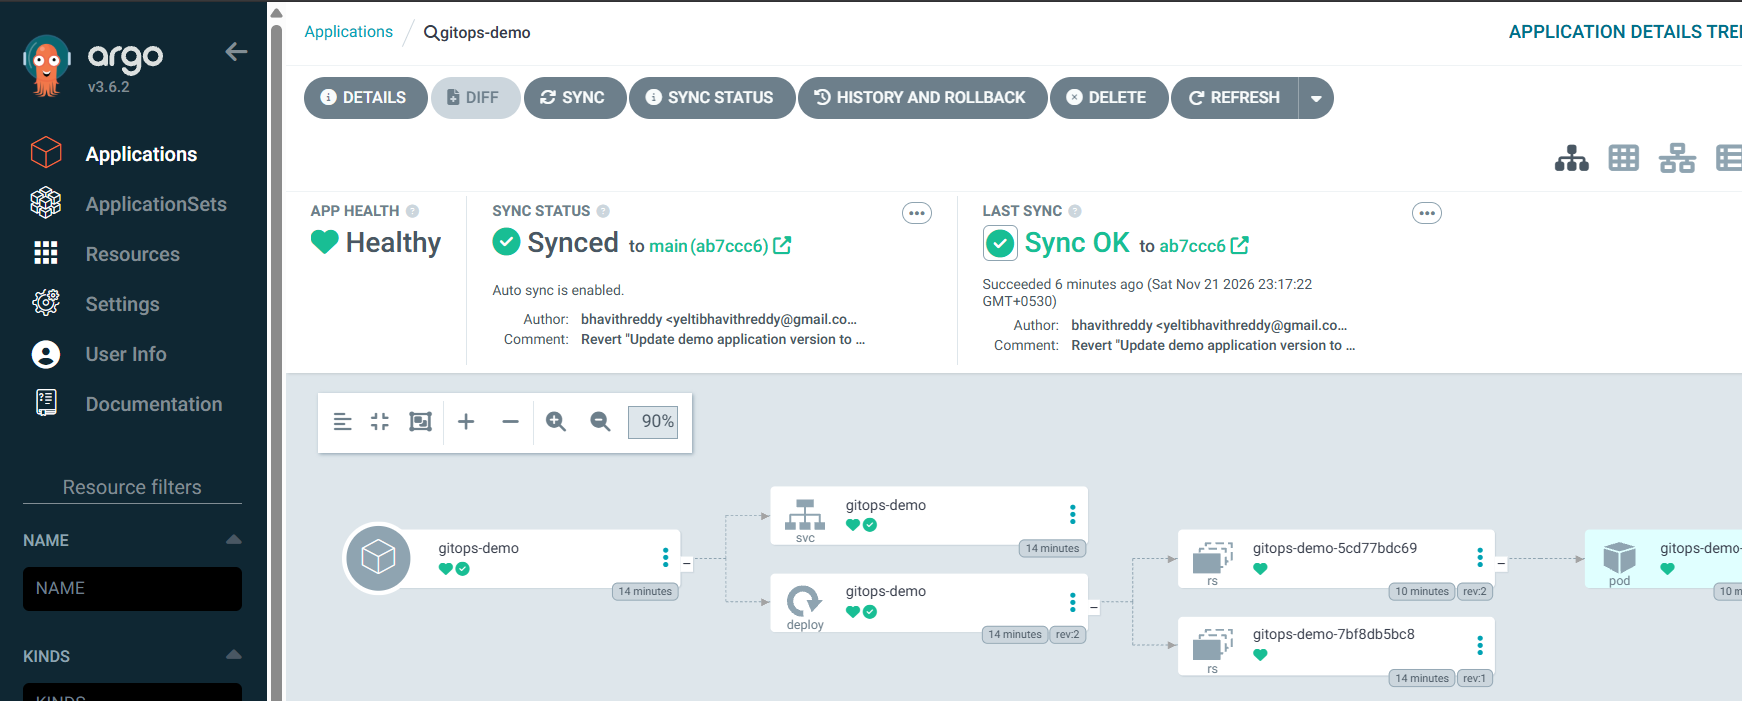 argo
v3.6.2
Applications
ApplicationSets
Resources
Settings
User Info
Documentation
Resource filters
NAME
NAME
KINDS
KINDS
Applications / gitops-demo
APPLICATION DETAILS TREE
DETAILS DIFF SYNC SYNC STATUS HISTORY AND ROLLBACK DELETE REFRESH
APP HEALTH
Healthy
SYNC STATUS
Synced to main (ab7ccc6)
Auto sync is enabled.
Author: bhavithreddy <yeltibhavithreddy@gmail.co...
Comment: Revert "Update demo application version to ...
LAST SYNC
Sync OK to ab7ccc6
Succeeded 6 minutes ago (Sat Nov 21 2026 23:17:22
GMT+0530)
Author: bhavithreddy <yeltibhavithreddy@gmail.co...
Comment: Revert "Update demo application version to ...
90%
gitops-demo
14 minutes
svc
gitops-demo
14 minutes
deploy
gitops-demo
14 minutes rev:2
rs
gitops-demo-5cd77bdc69
10 minutes rev:2
rs
gitops-demo-7bf8db5bc8
14 minutes rev:1
pod
gitops-demo-
10 m